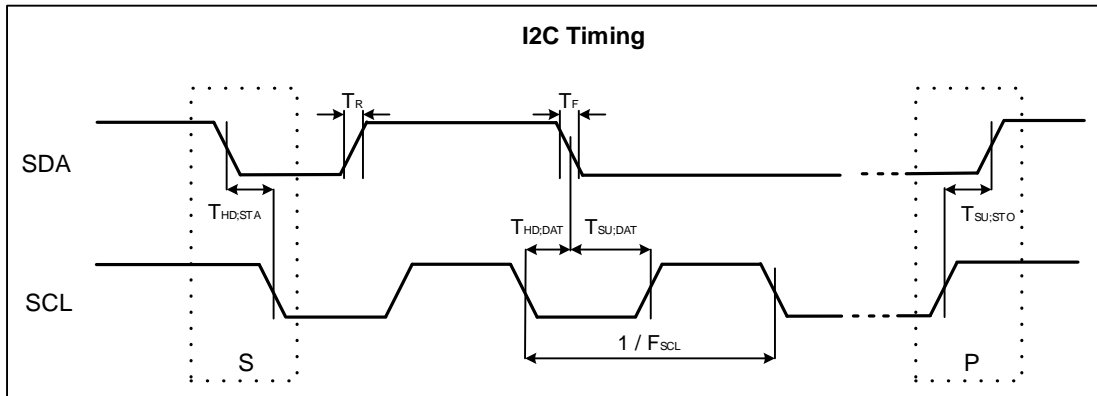 I2C Timing
TR
TF
SDA
THD;STA
THD;DAT
TSU;DAT
TSU;STO
SCL
1 / FSCL
S
P